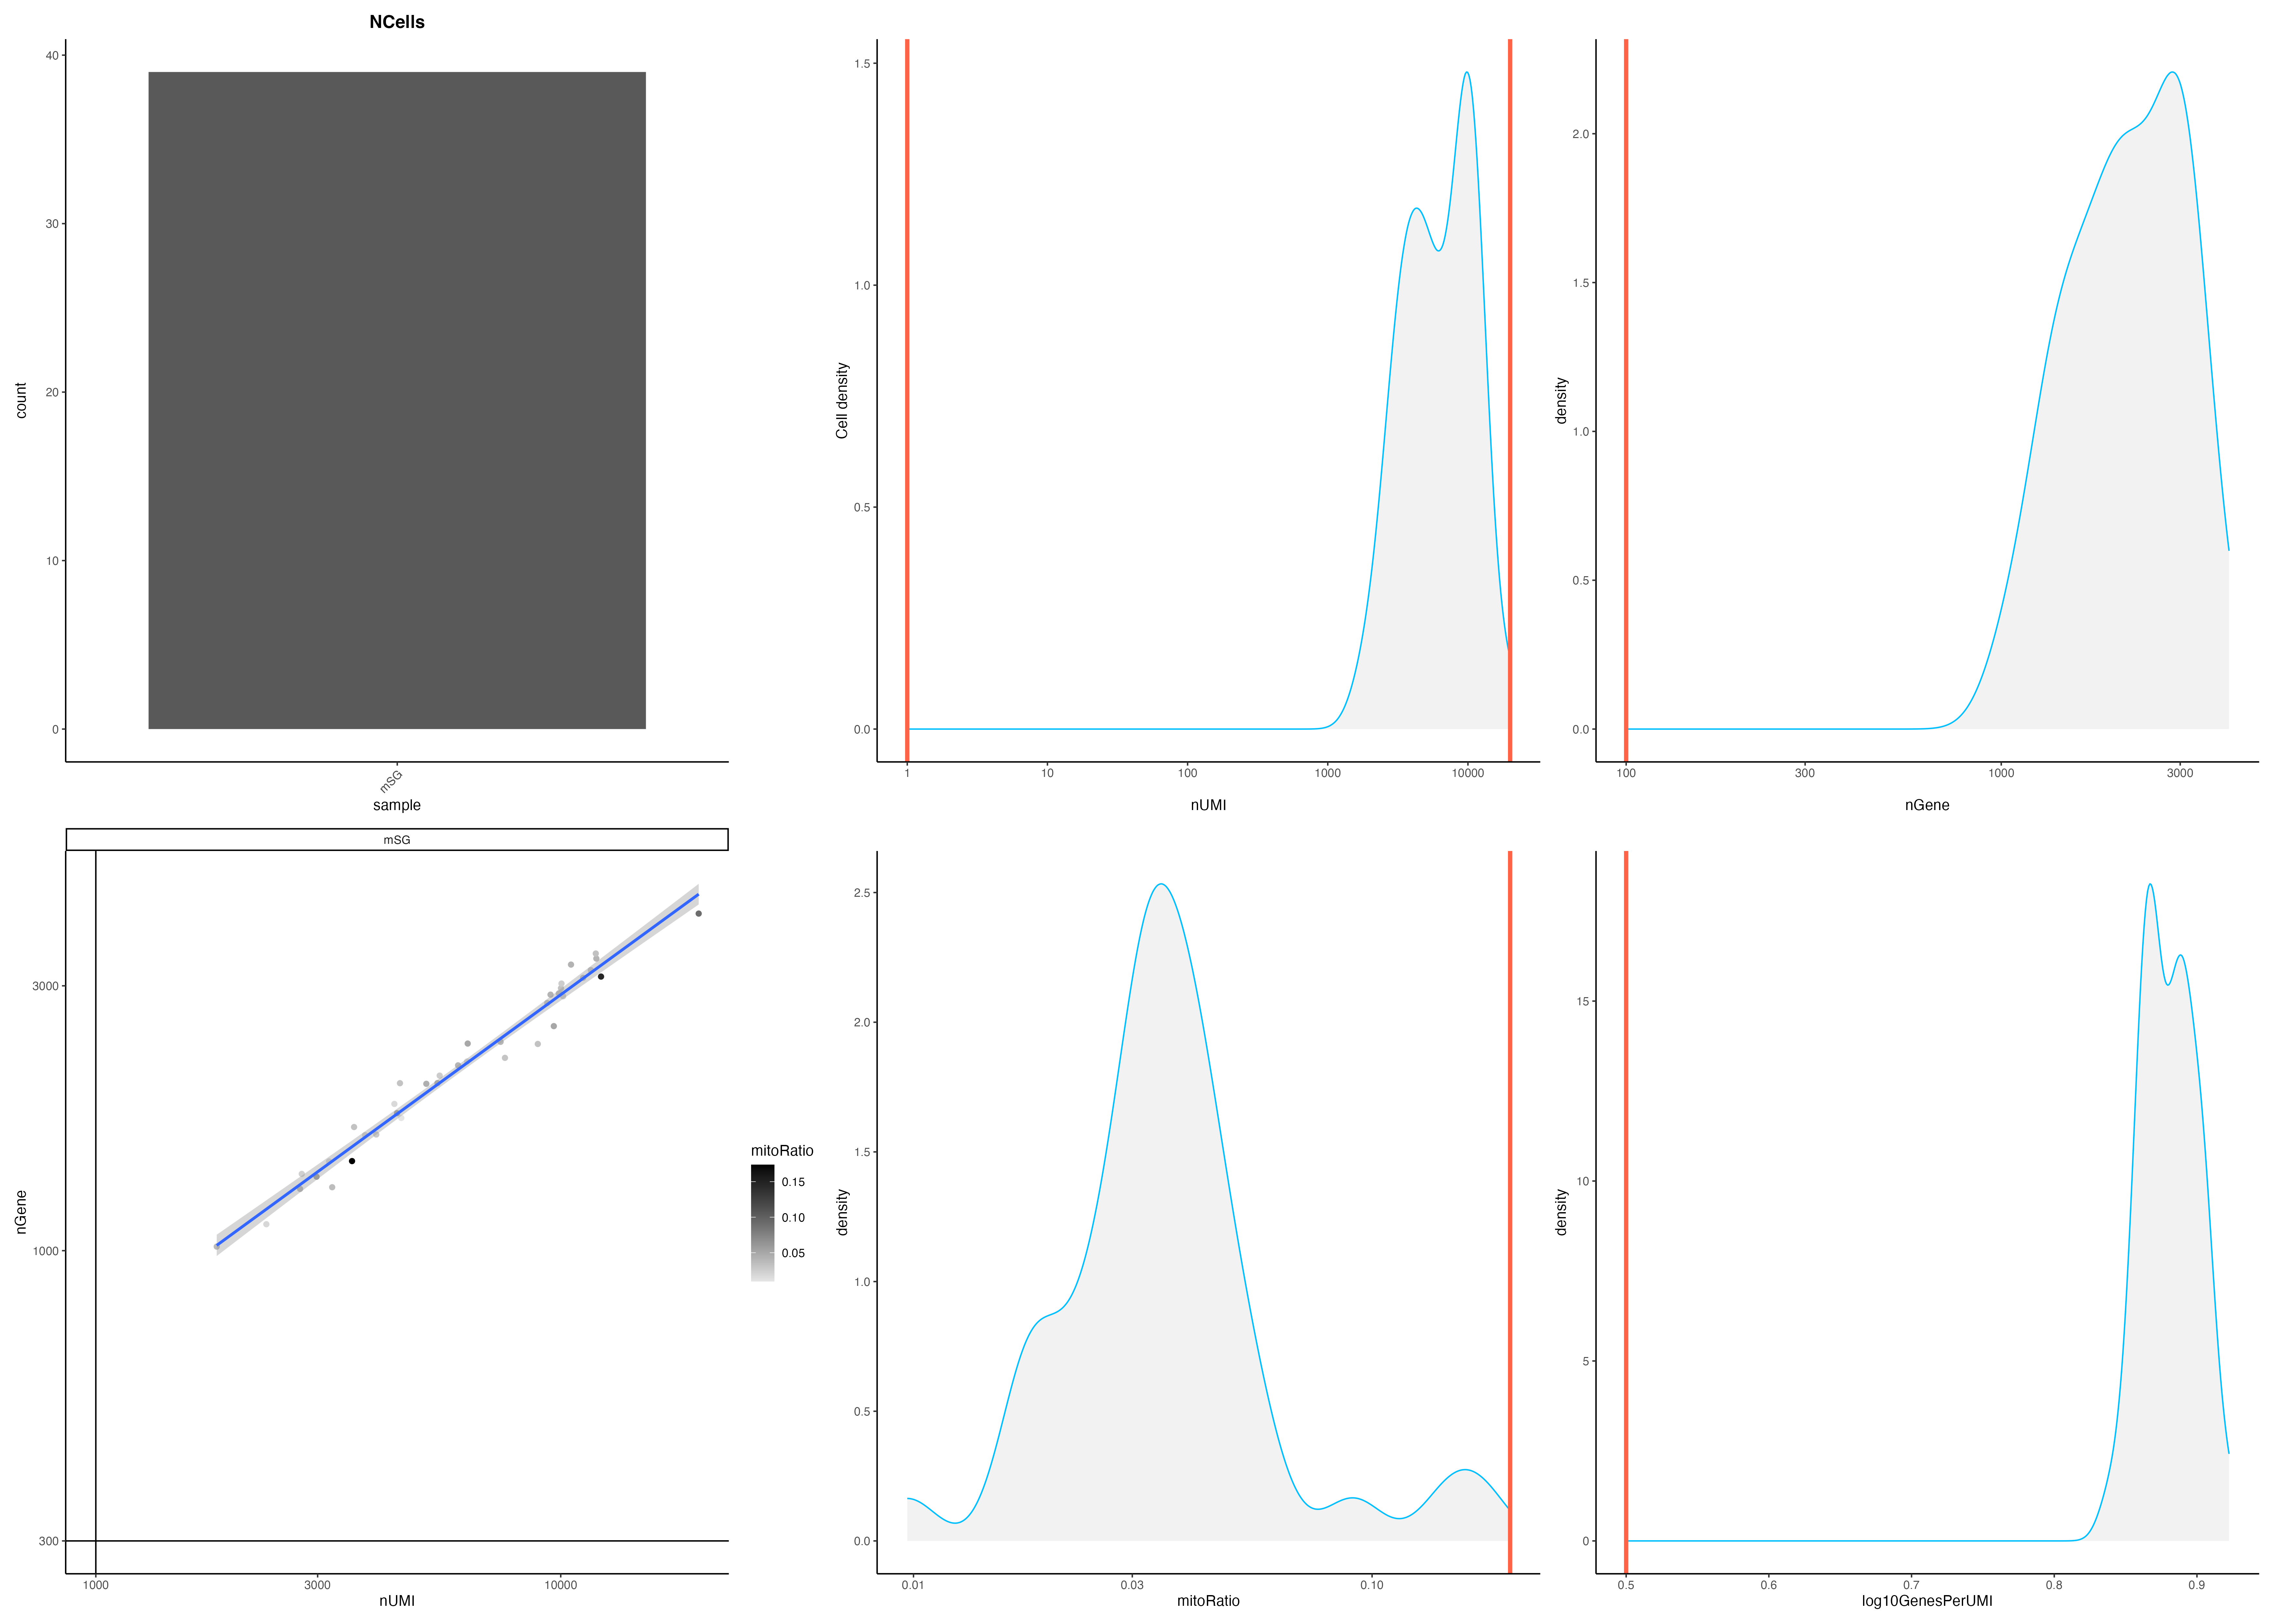 NCells
count
40
30
20
10
0
mSG
sample
Cell density
1.5
1.0
0.5
0.0
1 10 100 1000 10000
nUMI
density
2.0
1.5
1.0
0.5
0.0
100 300 1000 3000
nGene
mSG
nGene
3000
1000
300
1000 3000 10000
nUMI
mitoRatio
0.15
0.10
0.05
density
2.5
2.0
1.5
1.0
0.5
0.0
0.01 0.03 0.10
mitoRatio
density
15
10
5
0
0.5 0.6 0.7 0.8 0.9
log10GenesPerUMI